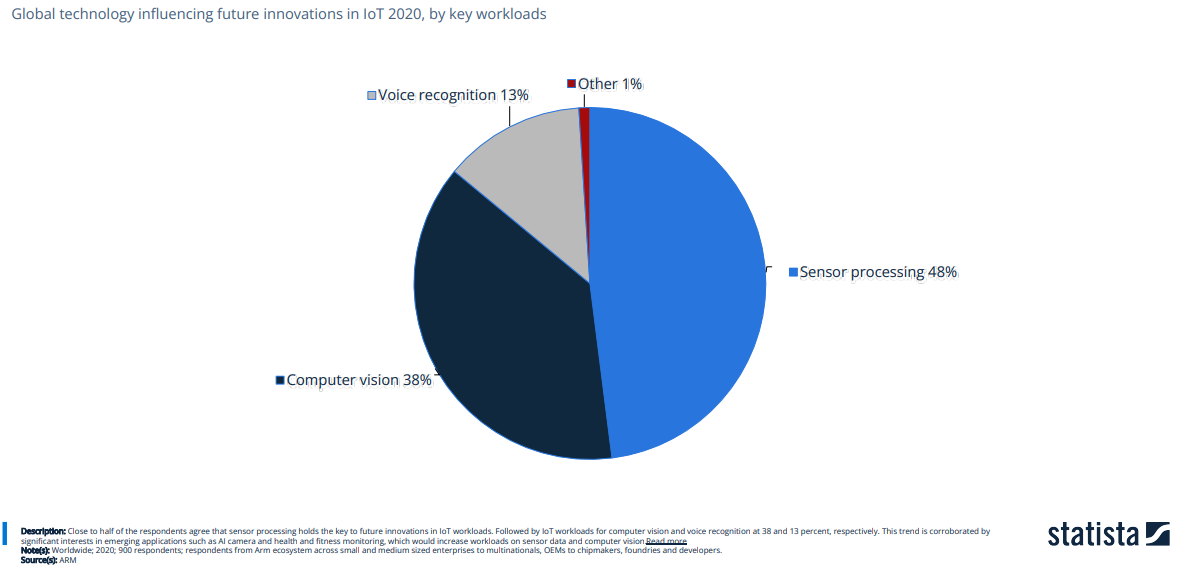 Global technology influencing future innovations in IoT 2020, by key workloads
Other 1%
Voice recognition 13%
Sensor processing 48%
Computer vision 38%
Description: Close to half of the respondents agree that sensor processing holds the key to future innovations in IoT workloads. Followed by IoT workloads for computer vision and voice recognition at 38 and 13 percent, respectively. This trend is corroborated by
significant interests in emerging applications such as AI camera and health and fitness monitoring, which would increase workloads on sensor data and computer vision Read more
Note(s): Worldwide; 2020; 900 respondents; respondents from Arm ecosystem across small and medium sized enterprises to multinationals, OEMs to chipmakers, foundries and developers.
Source(s): ARM
statista